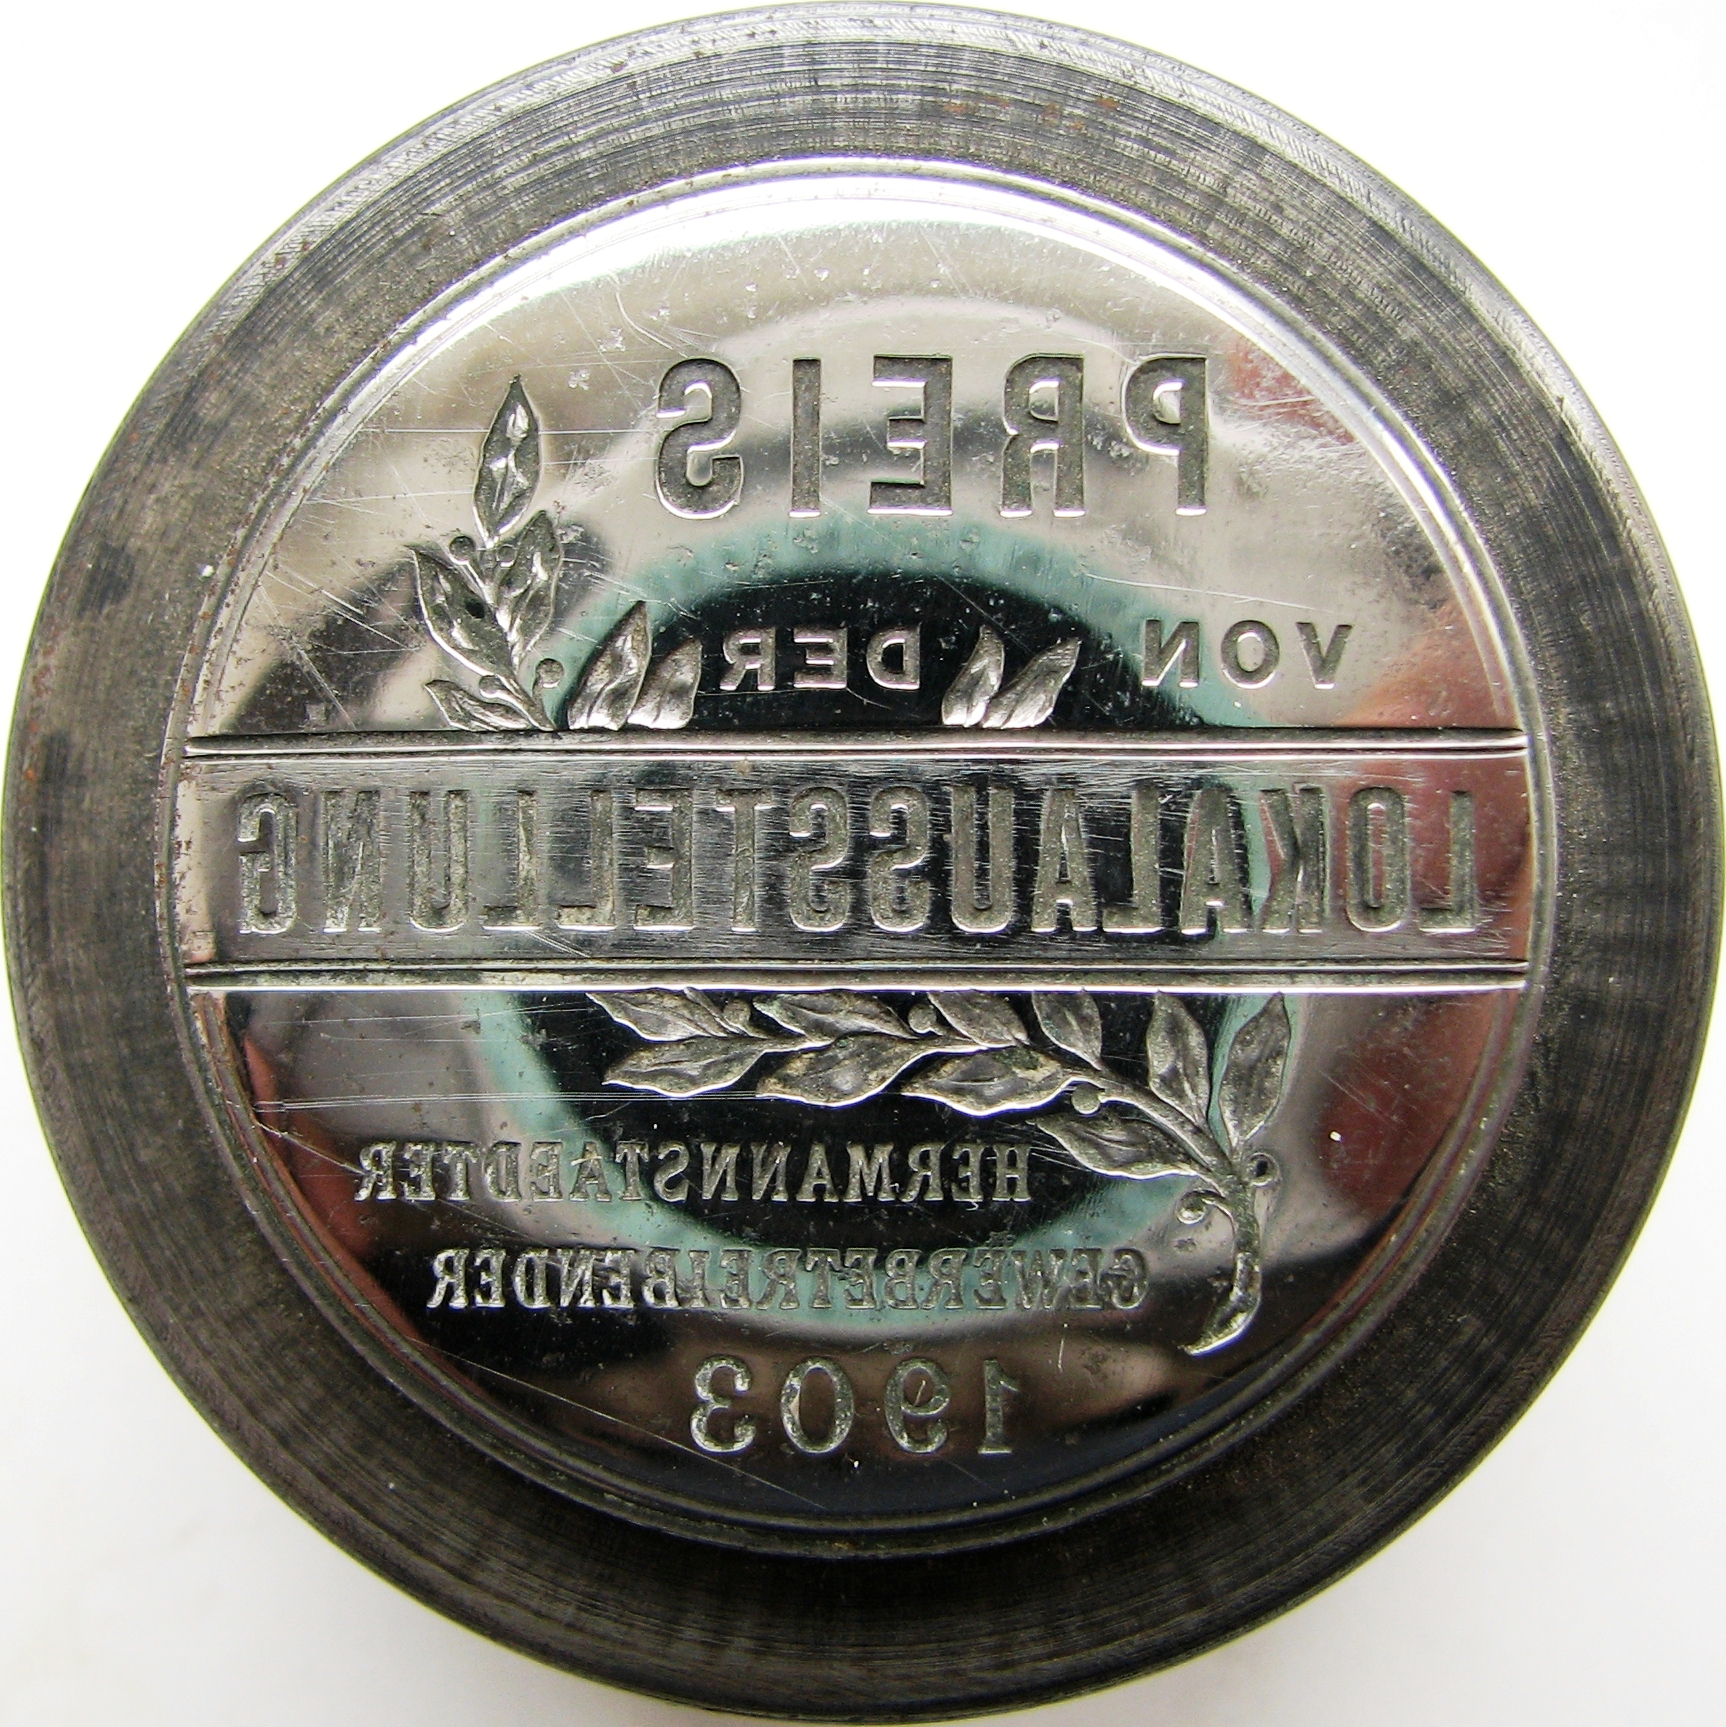 PREIS
VON DER
LOKALAUSSTELLUNG
HERMANNSTAEDTER
GEWERBETREIBENDER
1903